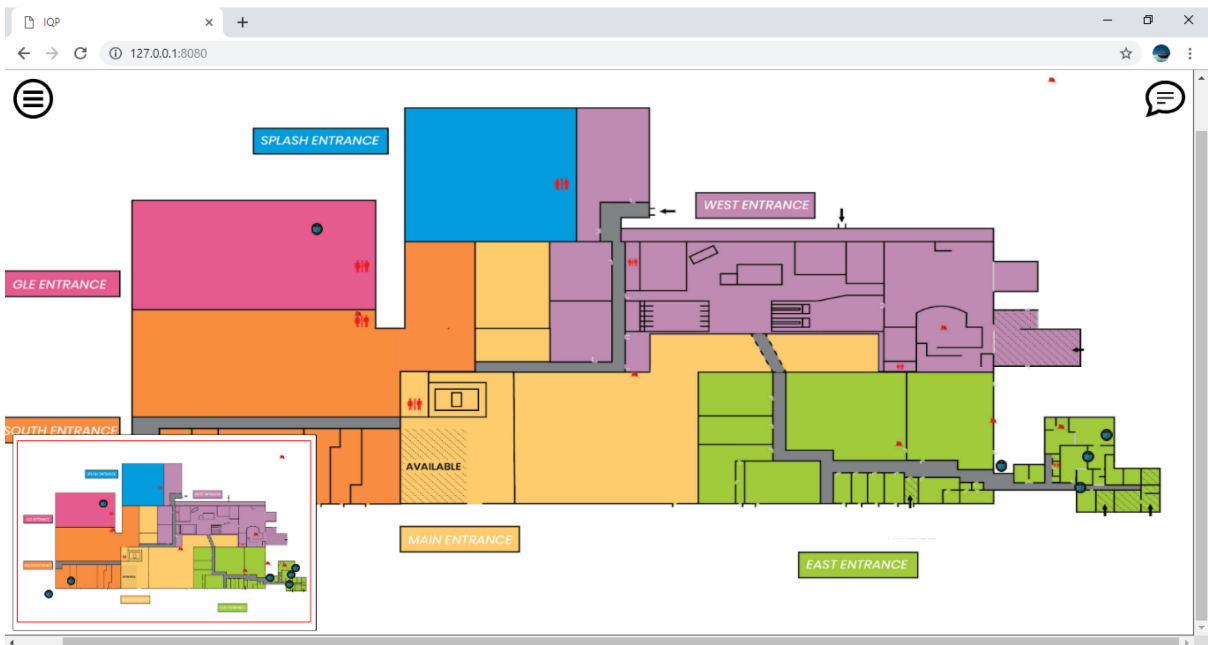 IQP
127.0.0.1:8080
SPLASH ENTRANCE
WEST ENTRANCE
GLE ENTRANCE
SOUTH ENTRANCE
AVAILABLE
MAIN ENTRANCE
EAST ENTRANCE